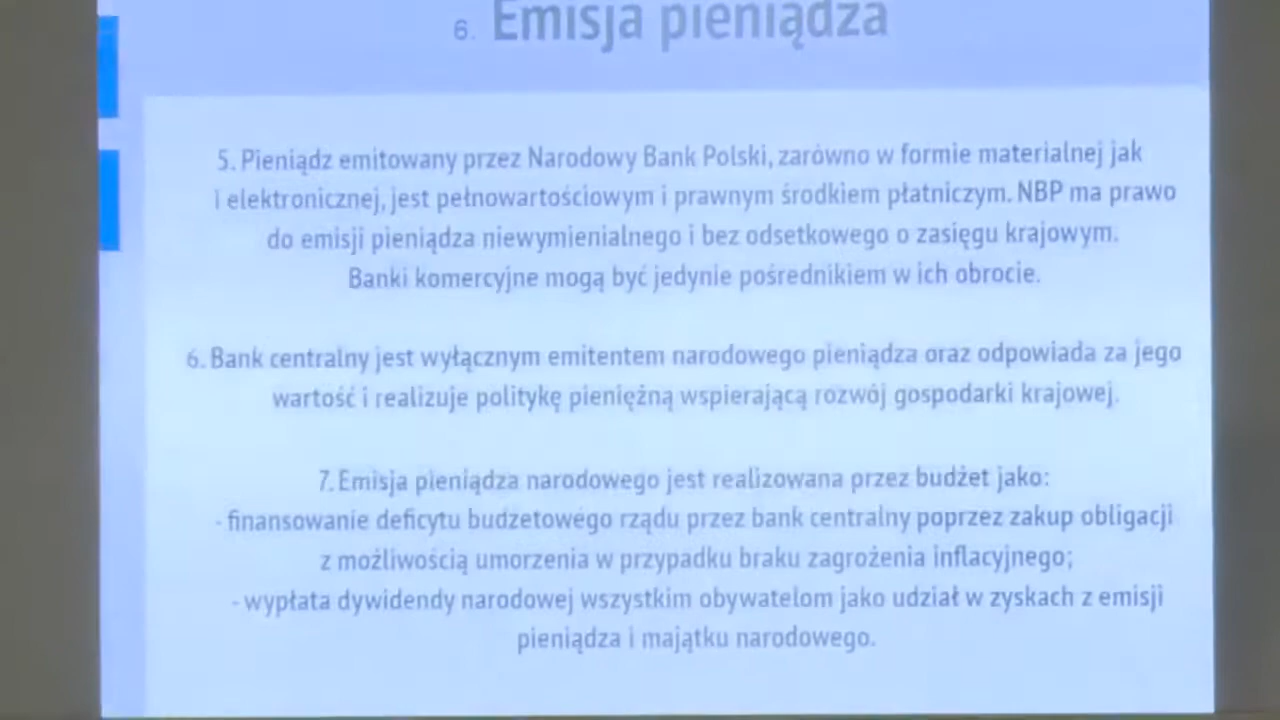 6. Emisja pieniądza
5. Pieniądz emitowany przez Narodowy Bank Polski, zarówno w formie materialnej jak
i elektronicznej, jest pełnowartościowym i prawnym środkiem płatniczym. NBP ma prawo
do emisji pieniądza niewymienialnego i bez odsetkowego o zasięgu krajowym.
Banki komercyjne mogą być jedynie pośrednikiem w ich obrocie.
6. Bank centralny jest wyłącznym emitentem narodowego pieniądza oraz odpowiada za jego
wartość i realizuje politykę pieniężną wspierającą rozwój gospodarki krajowej.
7. Emisja pieniądza narodowego jest realizowana przez budżet jako:
- finansowanie deficytu budżetowego rządu przez bank centralny poprzez zakup obligacji
z możliwością umorzenia w przypadku braku zagrożenia inflacyjnego;
- wypłata dywidendy narodowej wszystkim obywatelom jako udział w zyskach z emisji
pieniądza i majątku narodowego.